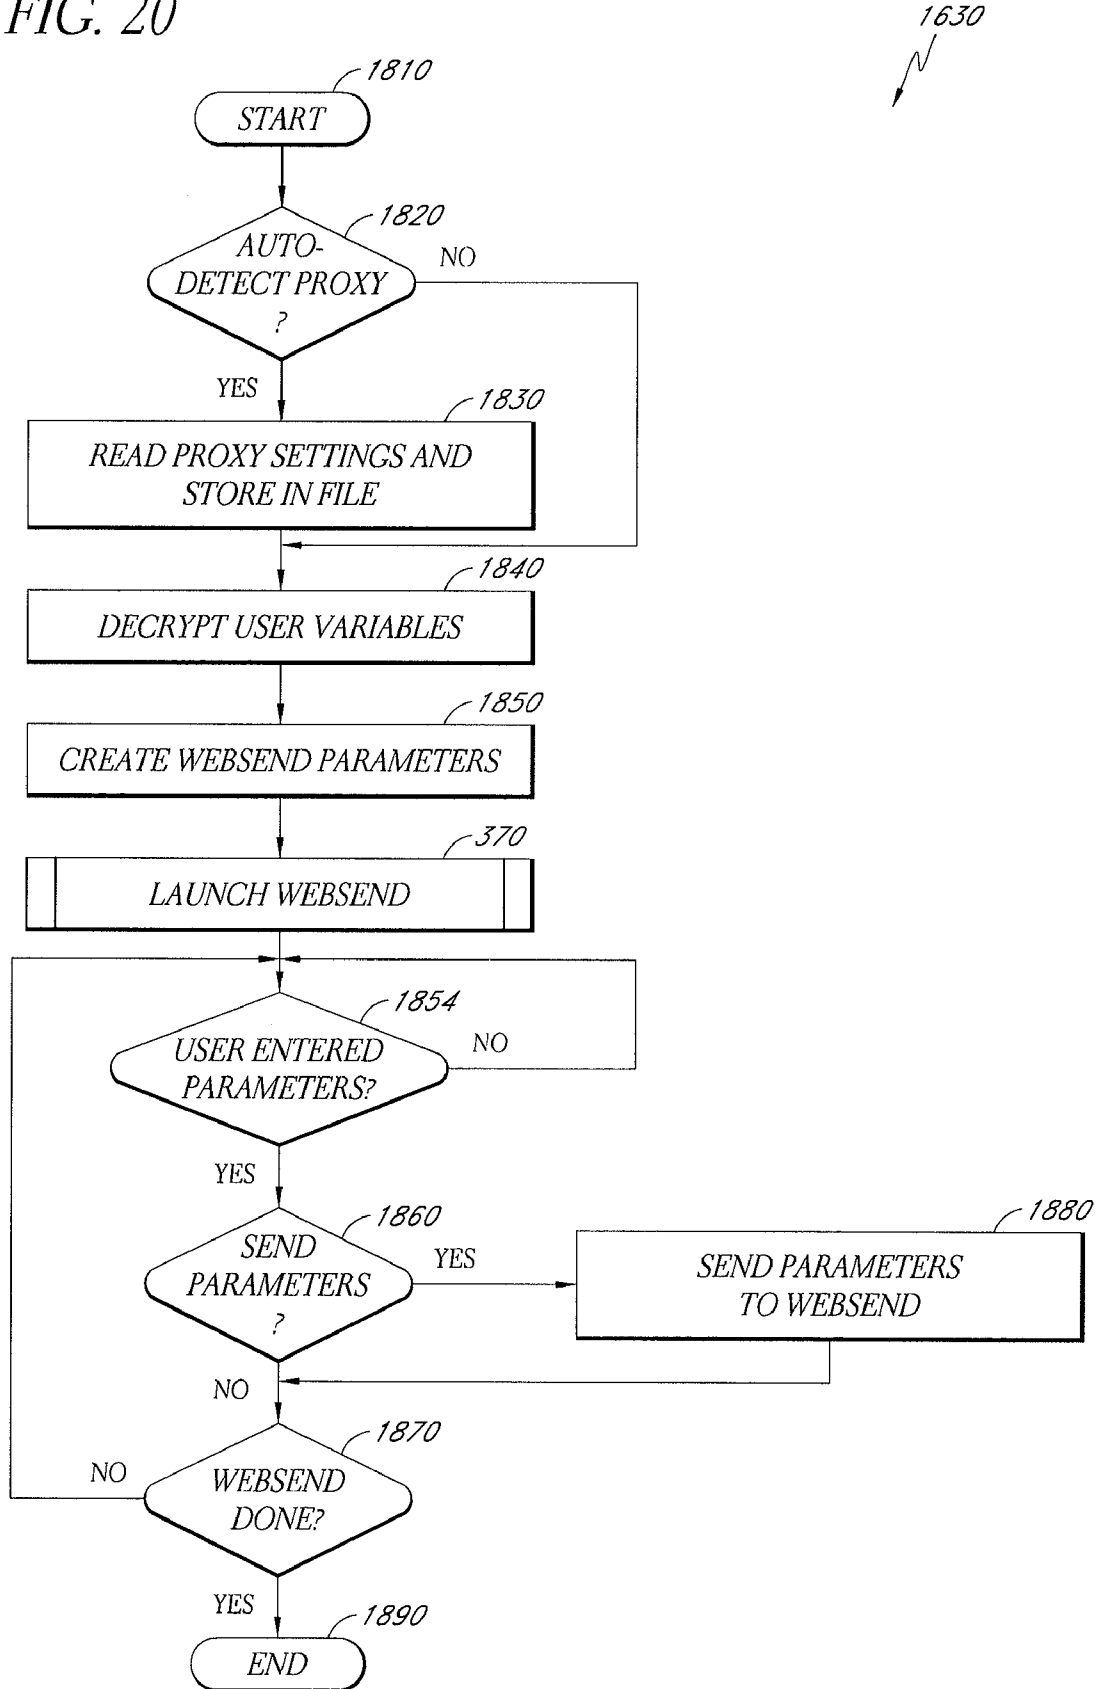 FIG. 20
1630
1810
START
1820
AUTO-
DETECT PROXY
?
NO
YES
1830
READ PROXY SETTINGS AND
STORE IN FILE
1840
DECRYPT USER VARIABLES
1850
CREATE WEBSEND PARAMETERS
370
LAUNCH WEBSEND
1854
USER ENTERED
PARAMETERS?
NO
YES
1860
SEND
PARAMETERS
?
YES
1880
SEND PARAMETERS
TO WEBSEND
NO
1870
WEBSEND
DONE?
NO
YES
1890
END